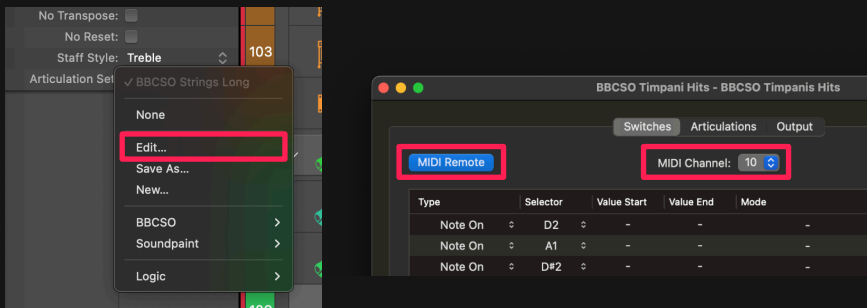 No Transpose:
No Reset:
Staff Style: Treble
Articulation Set
103
✓ BBCSO Strings Long
None
Edit...
Save As...
New...
BBCSO
Soundpaint
Logic
BBCSO Timpani Hits - BBCSO Timpanis Hits
Switches Articulations Output
MIDI Remote MIDI Channel: 10
Type Selector Value Start Value End Mode
Note On D2 - - -
Note On A1 - - -
Note On D#2 - - -